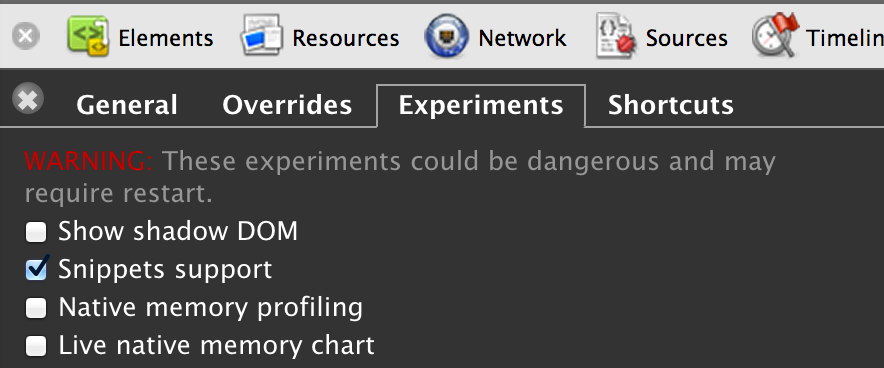 Elements Resources Network Sources Timelin
General Overrides Experiments Shortcuts
WARNING: These experiments could be dangerous and may
require restart.
Show shadow DOM
Snippets support
Native memory profiling
Live native memory chart